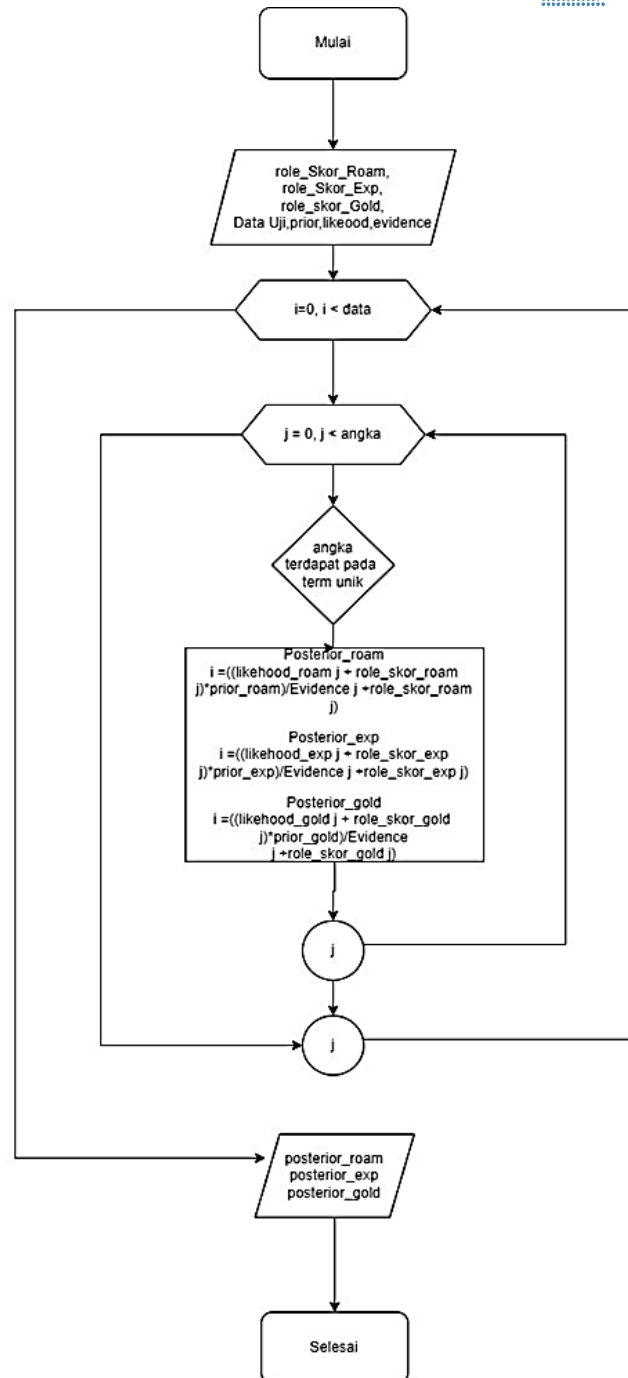 Mulai
role_Skor_Roam,
role_Skor_Exp,
role_skor_Gold,
Data Uji,prior,likeood,evidence
i=0, i < data
j = 0, j < angka
angka
terdapat pada
term unik
Posterior_roam
i =((likehood_roam j + role_skor_roam
j)*prior_roam)/Evidence j +role_skor_roam
j)
Posterior_exp
i =((likehood_exp j + role_skor_exp
j)*prior_exp)/Evidence j +role_skor_exp j)
Posterior_gold
i =((likehood_gold j + role_skor_gold
j)*prior_gold)/Evidence
j +role_skor_gold j)
j
j
posterior_roam
posterior_exp
posterior_gold
Selesai